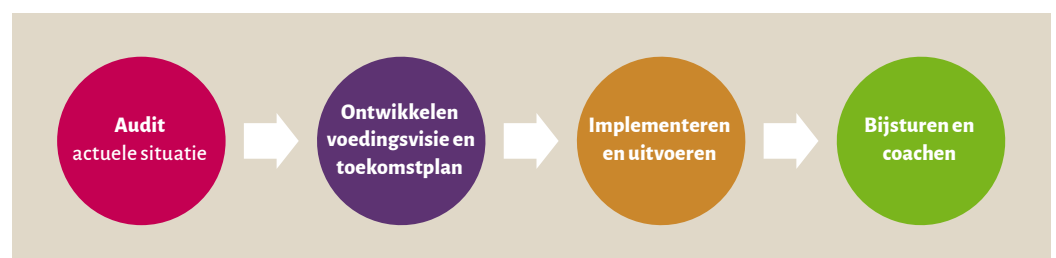 Audit
actuele situatie
Ontwikkelen
voedingsvisie en
toekomstplan
Implementeren
en uitvoeren
Bijsturen en
coachen